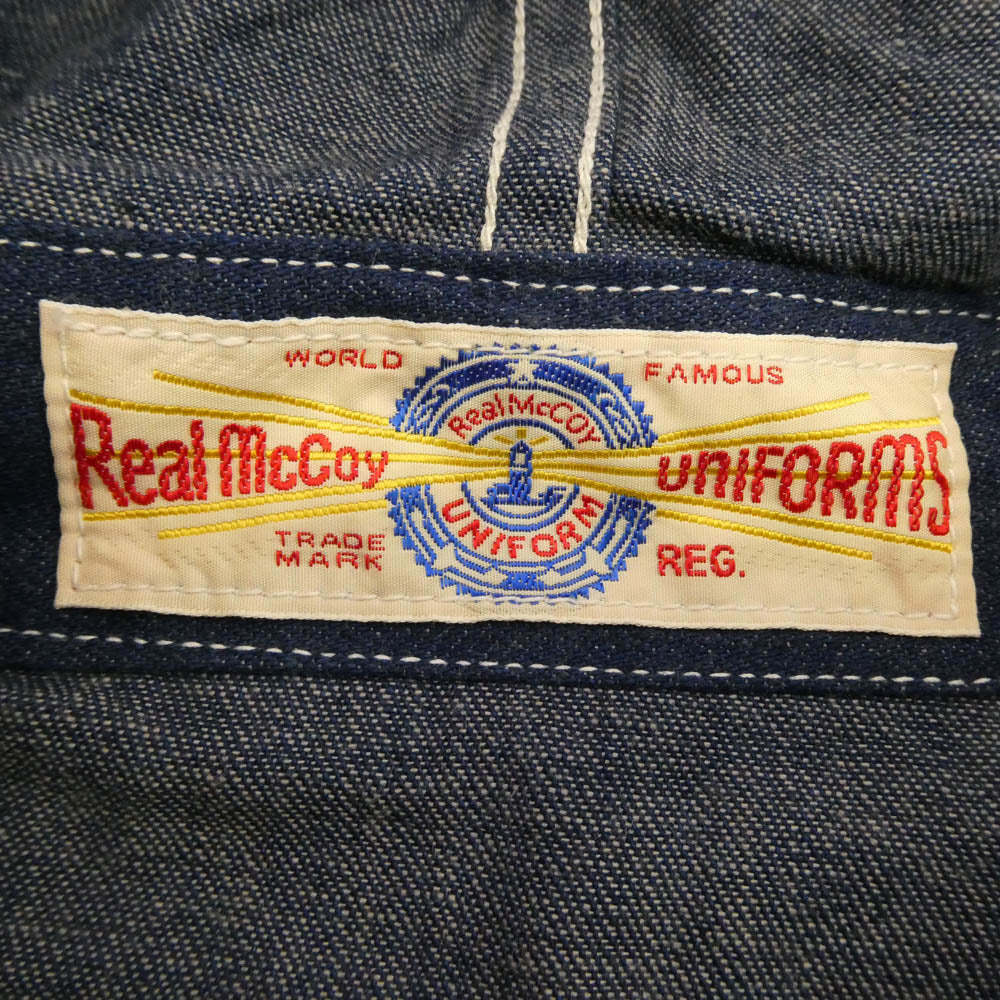 WORLD FAMOUS
Real McCoy UNIFORMS
Real McCOY
UNIFORM
TRADE
MARK
REG.